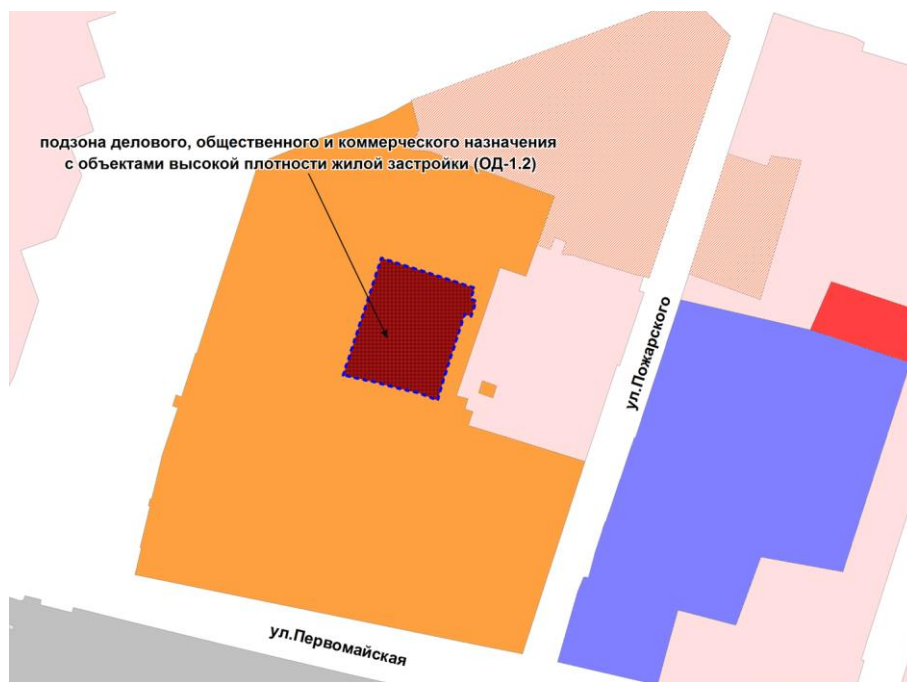 подзона делового, общественного и коммерческого назначения
с объектами высокой плотности жилой застройки (ОД-1.2)
ул.Пожарского
ул.Первомайская